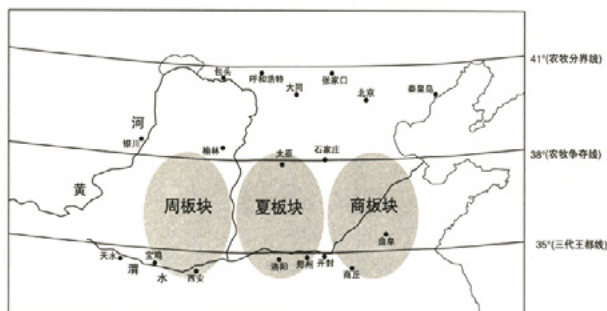 41°(农牧分界线)
包头
呼和浩特
张家口
大同
北京
秦皇岛
河
银川
榆林
太原
石家庄
38°(农牧争夺线)
黄
周板块
夏板块
商板块
曲阜
35°(三代王都线)
天水
宝鸡
渭
水
西安
洛阳
郑州
开封
商丘